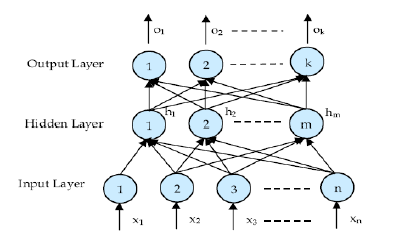 o1 o2 ok
Output Layer 1 2 k
h1 h2 hm
Hidden Layer 1 2 m
Input Layer 1 2 3 n
x1 x2 x3 xn